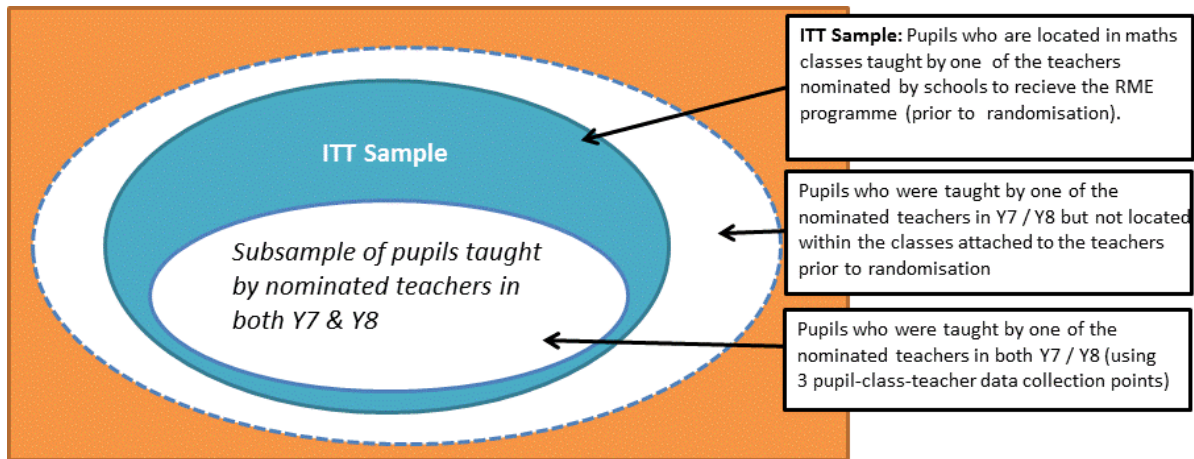 ITT Sample
Subsample of pupils taught
by nominated teachers in
both Y7 & Y8
ITT Sample: Pupils who are located in maths
classes taught by one of the teachers
nominated by schools to recieve the RME
programme (prior to randomisation).
Pupils who were taught by one of the
nominated teachers in Y7 / Y8 but not located
within the classes attached to the teachers
prior to randomisation
Pupils who were taught by one of the
nominated teachers in both Y7 / Y8 (using
3 pupil-class-teacher data collection points)